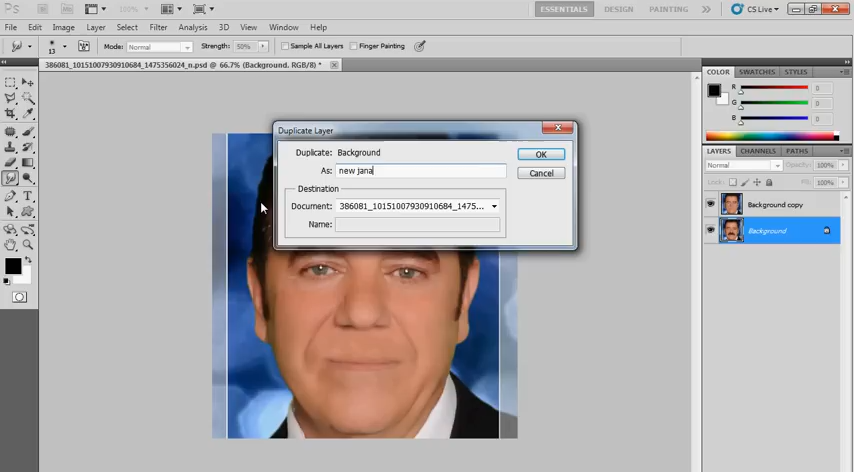 Ps
100%
ESSENTIALS
DESIGN
PAINTING
CS Live
File Edit Image Layer Select Filter Analysis 3D View Window Help
13
Mode: Normal
Strength: 50%
Sample All Layers
Finger Painting
386081_10151007930910684_1475356024_n.psd @ 66.7% (Background, RGB/8) *
Duplicate Layer
Duplicate: Background
As: new jana
OK
Cancel
Destination
Document: 386081_10151007930910684_1475...
Name:
COLOR SWATCHES STYLES
R 0
G 0
B 0
LAYERS CHANNELS PATHS
Normal Opacity: 100%
Lock: Fill: 100%
Background copy
Background